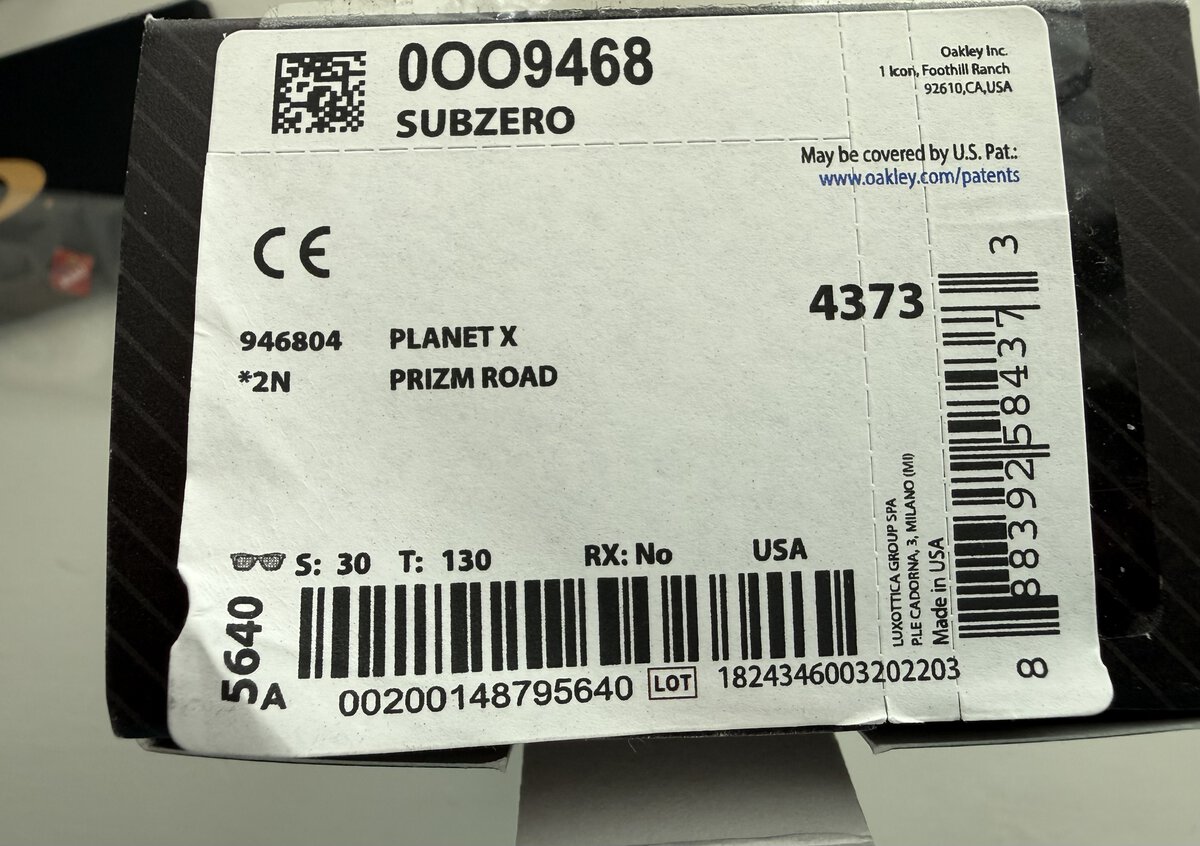 0OO9468
SUBZERO
Oakley Inc.
1 Icon, Foothill Ranch
92610,CA,USA
May be covered by U.S. Pat.:
www.oakley.com/patents
CE
4373
946804 PLANET X
*2N PRIZM ROAD
S: 30 T: 130 RX: No USA
5640
A
00200148795640 LOT 1824346003202203
LUXOTTICA GROUP SPA
P.LE CADORNA, 3, MILANO (MI)
Made in USA
8 88392 58437 3